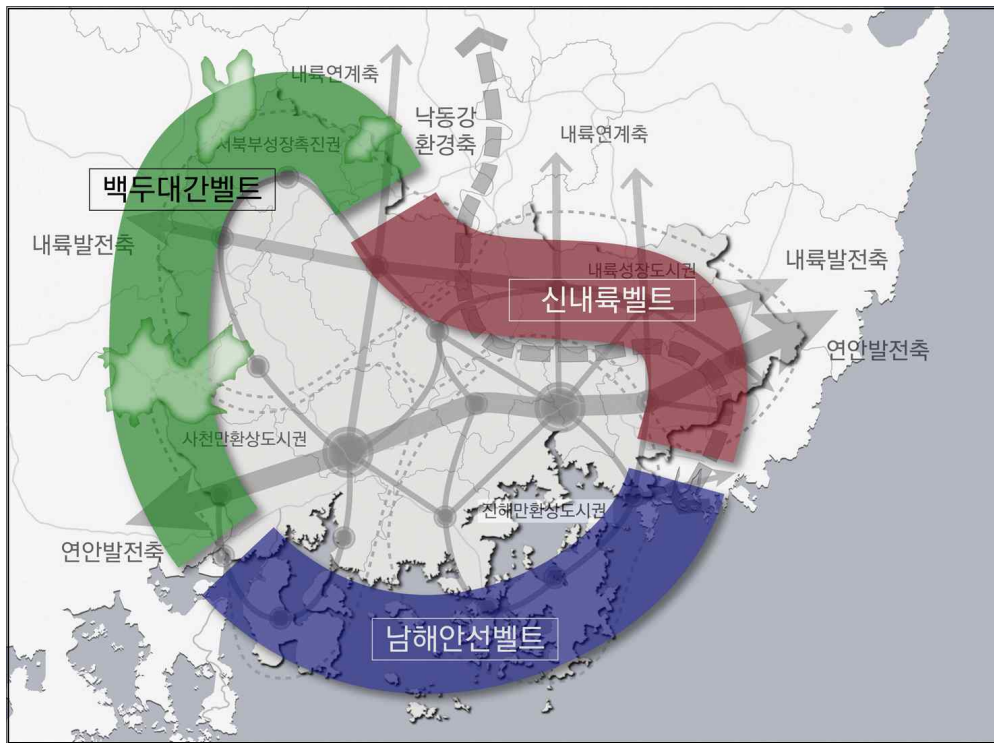 내륙연계축
낙동강
환경축
내륙연계축
서북부성장촉진권
백두대간벨트
내륙발전축
내륙성장도시권
내륙발전축
신내륙벨트
연안발전축
사천만환상도시권
진해만환상도시권
연안발전축
남해안선벨트